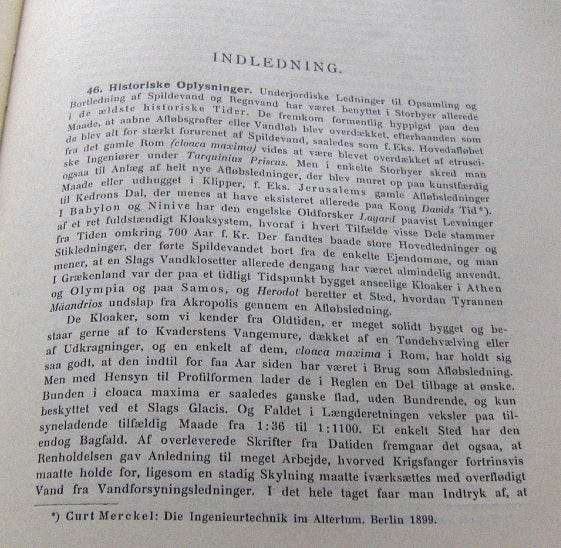 INDLEDNING.
46. Historiske Oplysninger. Underjordiske Ledninger til Opsamling og
Bortledning af Spildevand og Regnvand har været benyttet i Storbyer allerede
i de ældste historiske Tider. De fremkom formentlig hyppigst paa den
Maade, at aabne Afløbsgrøfter eller Vandløb blev overdækket, efterhaanden som
de blev alt for stærkt forurenet af Spildevand, saaledes som f. Eks. Hovedafløbet
fra det gamle Rom (cloaca maxima) vides at være blevet overdækket af etrusci-
ske Ingeniører under Tarquinius Priscus. Men i enkelte Storbyer skred man
ogsaa til Anlæg af helt nye Afløbsledninger, der blev muret op paa kunstfærdig
Maade eller udhugget i Klipper, f. Eks. Jerusalems gamle Afløbsledninger
til Kedrons Dal, der menes at have eksisteret allerede paa Kong Davids Tid*).
I Babylon og Ninive har den engelske Oldforsker Layard paavist Levninger
af et ret fuldstændigt Kloaksystem, hvoraf i hvert Tilfælde visse Dele stammer
fra Tiden omkring 700 Aar f. Kr. Der fandtes baade store Hovedledninger og
Stikledninger, der førte Spildevandet bort fra de enkelte Ejendomme, og man
mener, at en Slags Vandklosetter allerede dengang har været almindelig anvendt.
I Grækenland var der paa et tidligt Tidspunkt bygget anseelige Kloaker i Athen
og Olympia og paa Samos, og Herodot beretter et Sted, hvordan Tyrannen
Mäandrios undslap fra Akropolis gennem en Afløbsledning.
De Kloaker, som vi kender fra Oldtiden, er meget solidt bygget og be-
staar gerne af to Kvaderstens Vangemure, dækket af en Tøndehvælving eller
af Udkragninger, og en enkelt af dem, cloaca maxima i Rom, har holdt sig
saa godt, at den indtil for faa Aar siden har været i Brug som Afløbsledning.
Men med Hensyn til Profilformen lader de i Reglen en Del tilbage at ønske.
Bunden i cloaca maxima er saaledes ganske flad, uden Bundrende, og kun
beskyttet ved et Slags Glacis. Og Faldet i Længderetningen veksler paa til-
syneladende tilfældig Maade fra 1:36 til 1:1100. Et enkelt Sted har den
endog Bagfald. Af overleverede Skrifter fra Datiden fremgaar det ogsaa, at
Renholdelsen gav Anledning til meget Arbejde, hvorved Krigsfanger fortrinsvis
maatte holde for, ligesom en stadig Skylning maatte iværksættes med overflødigt
Vand fra Vandforsyningsledninger. I det hele taget faar man Indtryk af, at
*) Curt Merckel: Die Ingenieurtechnik im Altertum. Berlin 1899.